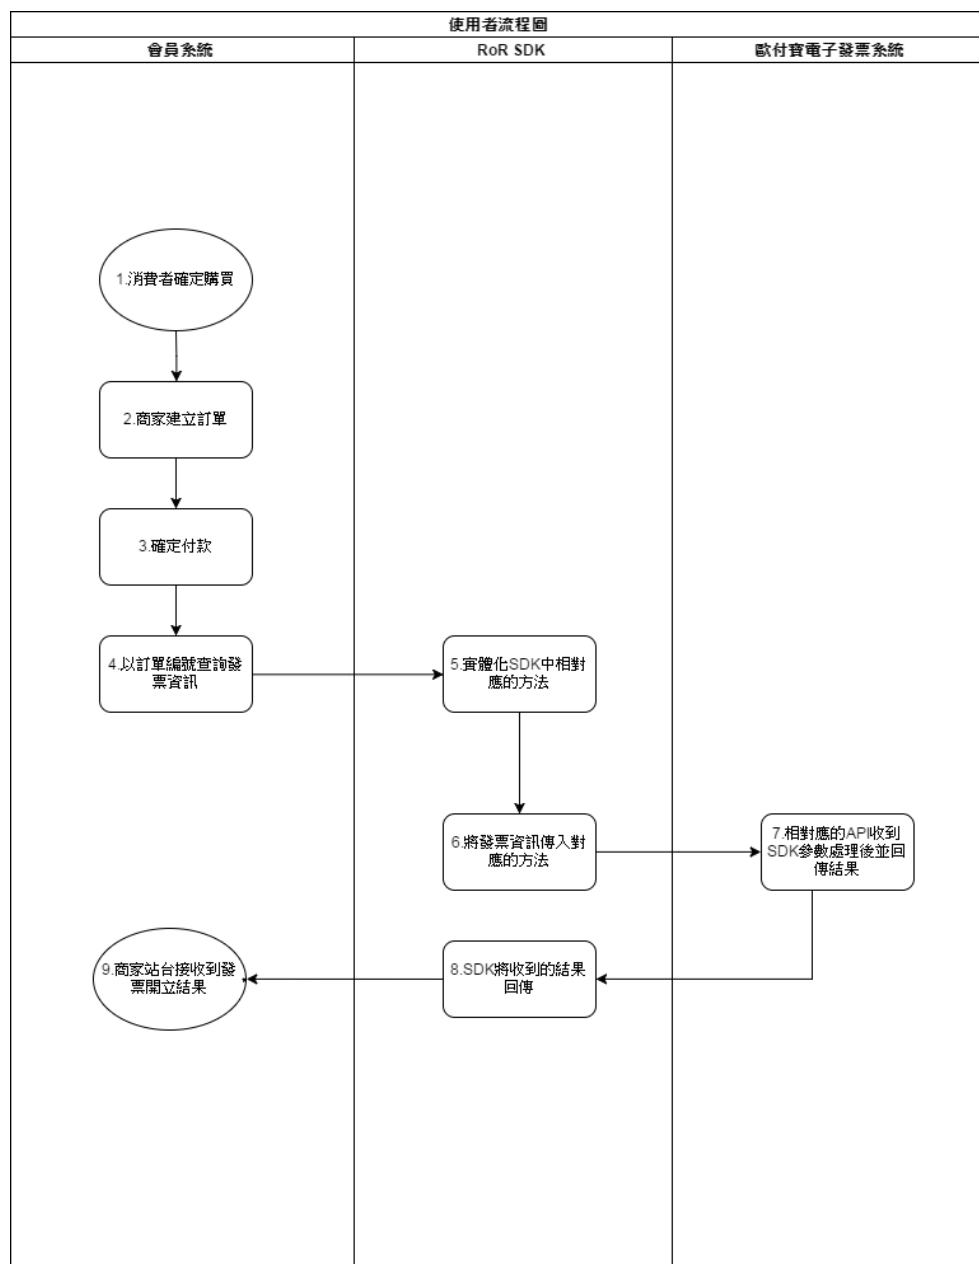 使用者流程圖
會員系統
RoR SDK
歐付寶電子發票系統
1.消費者確定購買
2.商家建立訂單
3.確定付款
4.以訂單編號查詢發
票資訊
5.實體化SDK中相對
應的方法
6.將發票資訊傳入對
應的方法
7.相對應的API收到
SDK參數處理後並回
傳結果
8.SDK將收到的結果
回傳
9.商家站台接收到發
票開立結果